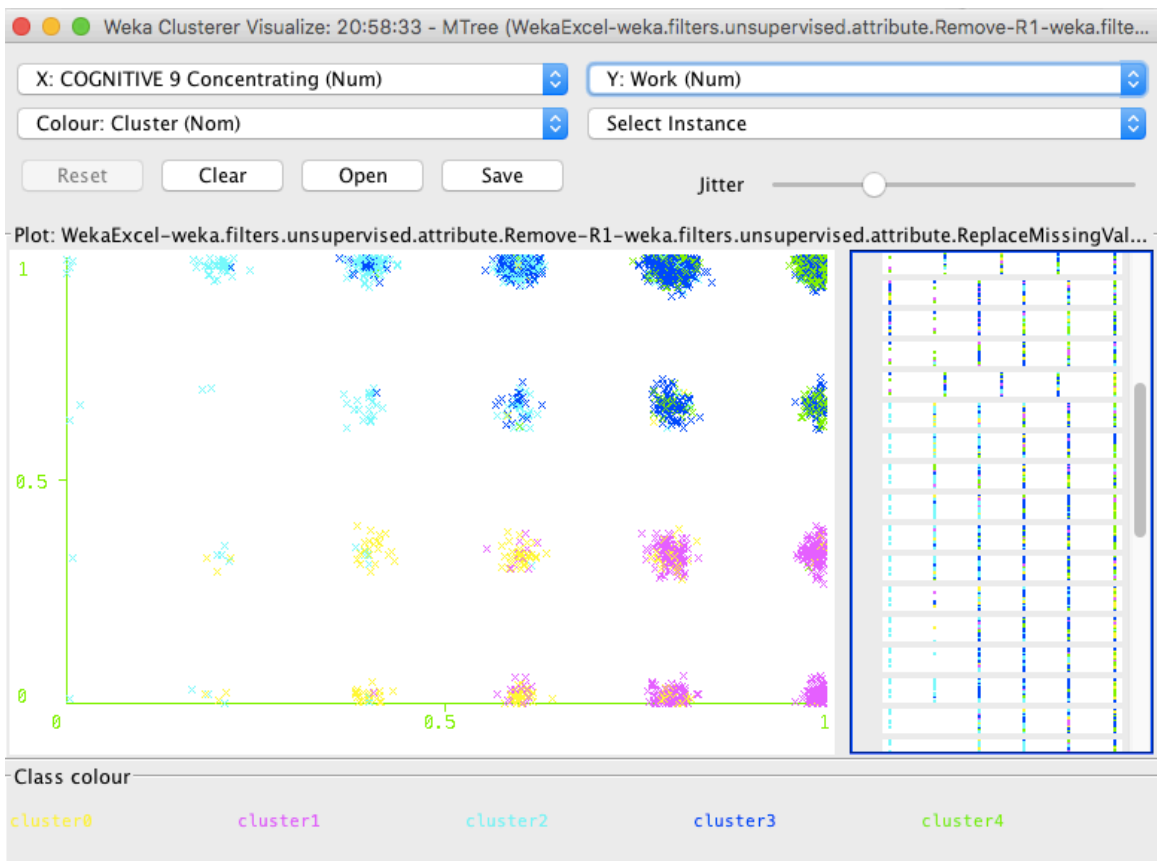 Weka Clusterer Visualize: 20:58:33 - MTree (WekaExcel-weka.filters.unsupervised.attribute.Remove-R1-weka.filte...
X: COGNITIVE 9 Concentrating (Num)
Y: Work (Num)
Colour: Cluster (Nom)
Select Instance
Reset
Clear
Open
Save
Jitter
Plot: WekaExcel-weka.filters.unsupervised.attribute.Remove-R1-weka.filters.unsupervised.attribute.ReplaceMissingVal...
1
0.5
0
0
0.5
1
Class colour
cluster0
cluster1
cluster2
cluster3
cluster4